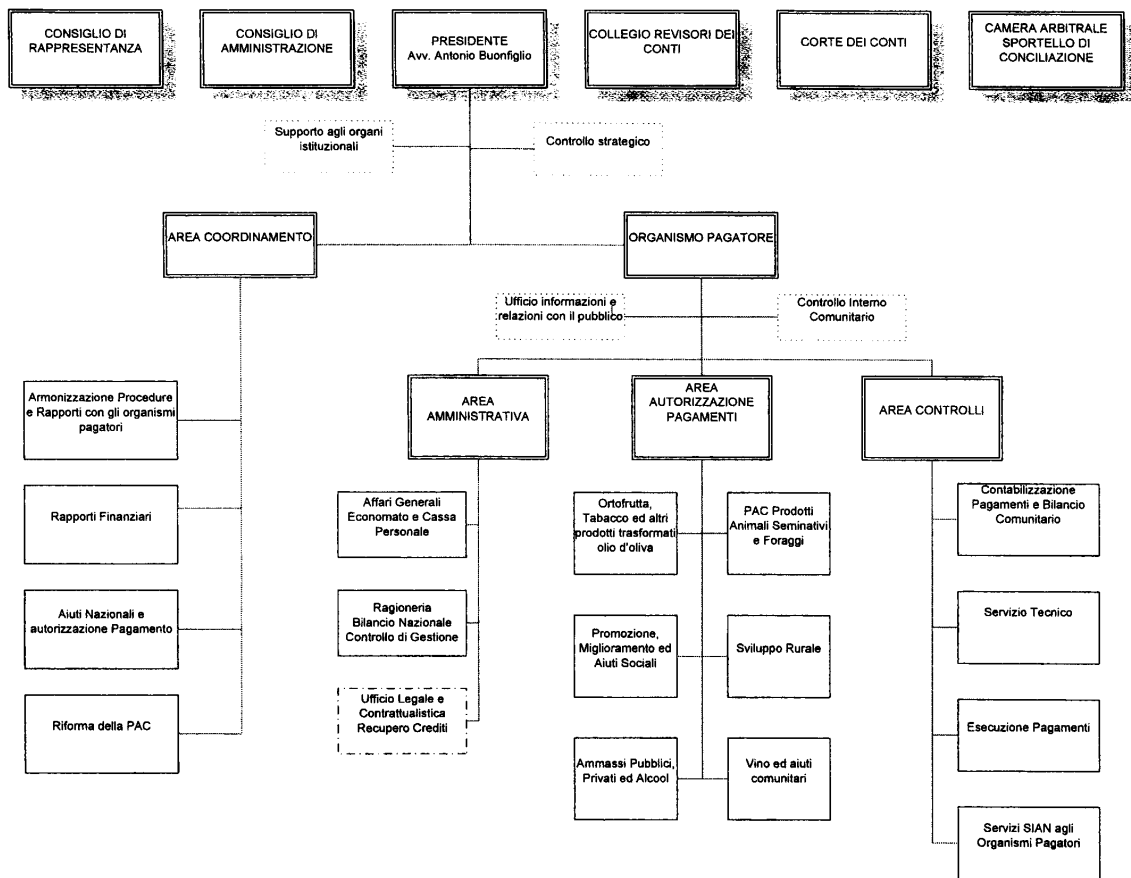 CONSIGLIO DI
RAPPRESENTANZA
CONSIGLIO DI
AMMINISTRAZIONE
PRESIDENTE
Avv. Antonio Buonfiglio
COLLEGIO REVISORI DEI
CONTI
CORTE DEI CONTI
CAMERA ARBITRALE
SPORTELLO DI
CONCILIAZIONE
Supporto agli organi
istituzionali
Controllo strategico
AREA COORDINAMENTO
ORGANISMO PAGATORE
Ufficio informazioni e
relazioni con il pubblico
Controllo Interno
Comunitario
AREA
AMMINISTRATIVA
AREA
AUTORIZZAZIONE
PAGAMENTI
AREA CONTROLLI
Armonizzazione Procedure
e Rapporti con gli organismi
pagatori
Rapporti Finanziari
Aiuti Nazionali e
autorizzazione Pagamento
Riforma della PAC
Affari Generali
Economato e Cassa
Personale
Ragioneria
Bilancio Nazionale
Controllo di Gestione
Ufficio Legale e
Contrattualistica
Recupero Crediti
Ortofrutta,
Tabacco ed altri
prodotti trasformati
olio d'oliva
PAC Prodotti
Animali Seminativi
e Foraggi
Promozione,
Miglioramento ed
Aiuti Sociali
Sviluppo Rurale
Ammassi Pubblici,
Privati ed Alcool
Vino ed aiuti
comunitari
Contabilizzazione
Pagamenti e Bilancio
Comunitario
Servizio Tecnico
Esecuzione Pagamenti
Servizi SIAN agli
Organismi Pagatori